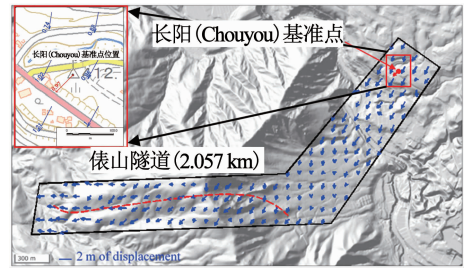 长阳(Chouyou)基准点
长阳(Chouyou)基准点位置
12.
俵山隧道(2.057 km)
300 m
2 m of displacement